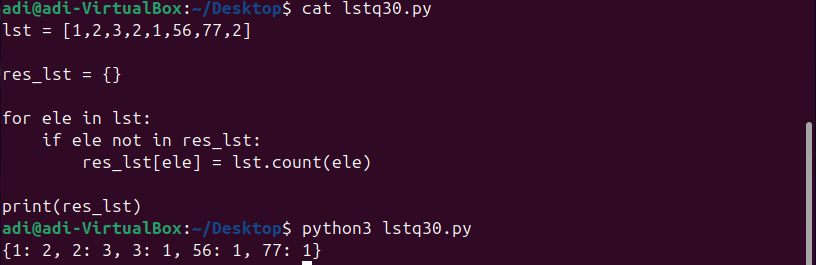 adi@adi-VirtualBox:~/Desktop$ cat lstq30.py
lst = [1,2,3,2,1,56,77,2]
res_lst = {}
for ele in lst:
    if ele not in res_lst:
        res_lst[ele] = lst.count(ele)
print(res_lst)
adi@adi-VirtualBox:~/Desktop$ python3 lstq30.py
{1: 2, 2: 3, 3: 1, 56: 1, 77: 1}